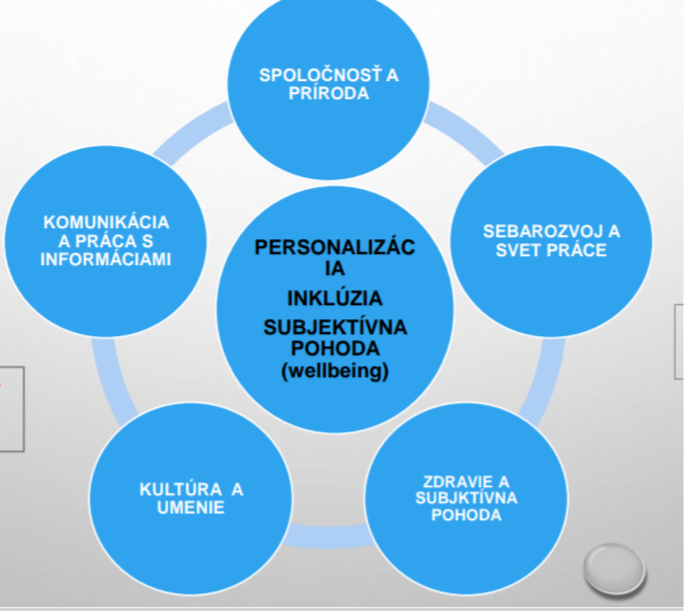 SPOLOČNOSŤ A
PRÍRODA
KOMUNIKÁCIA
A PRÁCA S
INFORMÁCIAMI
SEBAROZVOJ A
SVET PRÁCE
PERSONALIZÁC
IA
INKLÚZIA
SUBJEKTÍVNA
POHODA
(wellbeing)
KULTÚRA A
UMENIE
ZDRAVIE A
SUBJKTÍVNA
POHODA